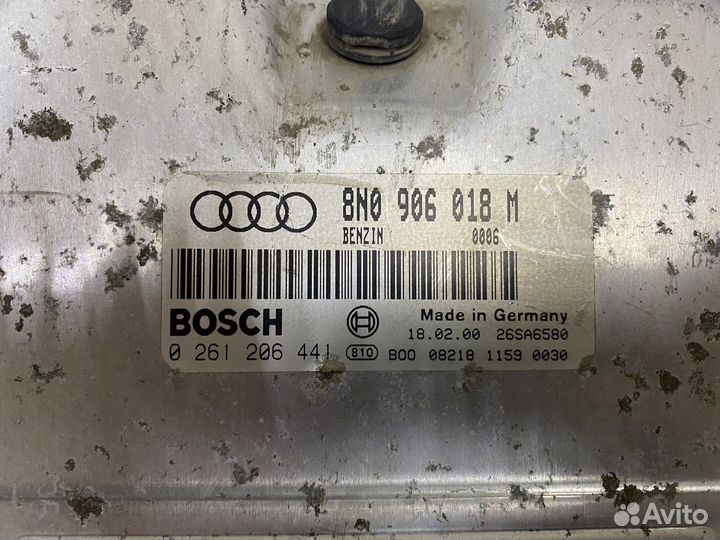 8N0 906 018 M
BENZIN 0006
BOSCH Made in Germany
18.02.00 26SA6580
0 261 206 441 810 B00 08218 1159 0030
Avito